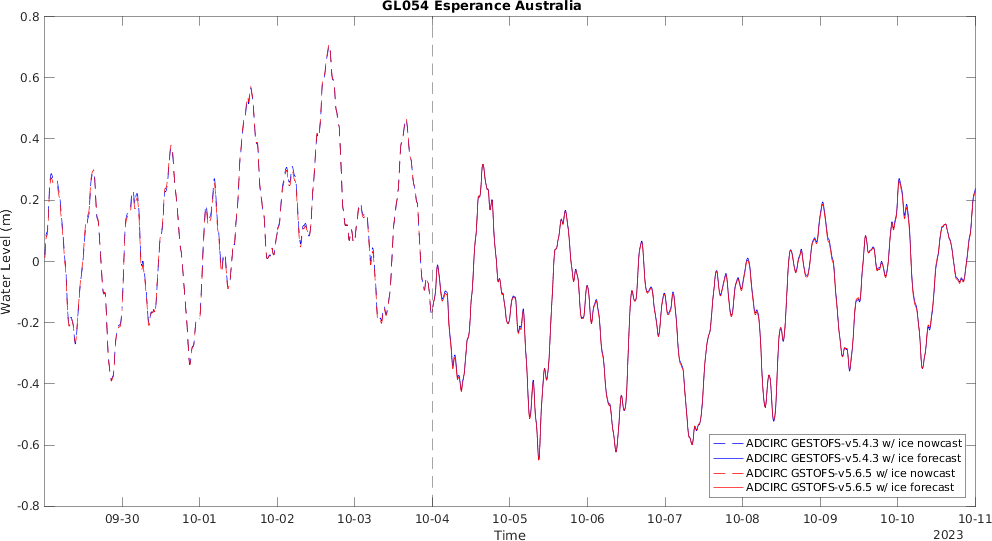 GL054 Esperance Australia
Water Level (m)
0.8
0.6
0.4
0.2
0
-0.2
-0.4
-0.6
-0.8
ADCIRC GESTOFS-v5.4.3 w/ ice nowcast
ADCIRC GESTOFS-v5.4.3 w/ ice forecast
ADCIRC GSTOFS-v5.6.5 w/ ice nowcast
ADCIRC GSTOFS-v5.6.5 w/ ice forecast
09-30 10-01 10-02 10-03 10-04 10-05 10-06 10-07 10-08 10-09 10-10 10-11
Time
2023